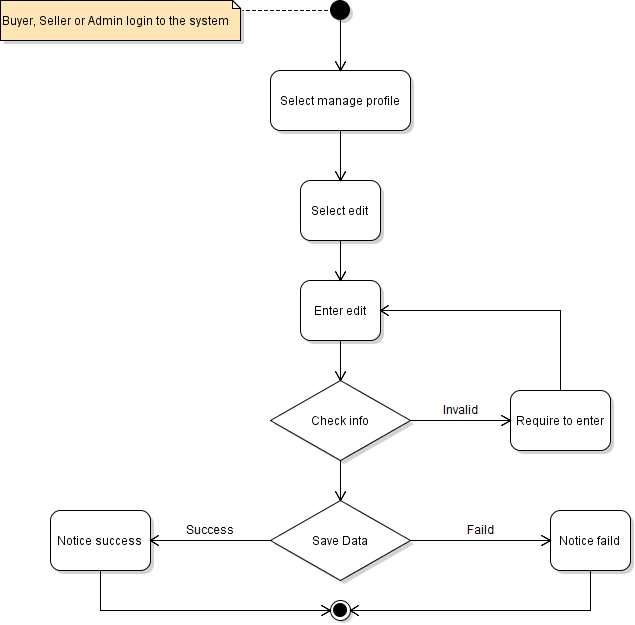 Buyer, Seller or Admin login to the system
Select manage profile
Select edit
Enter edit
Check info
Invalid
Require to enter
Save Data
Success
Faild
Notice success
Notice faild